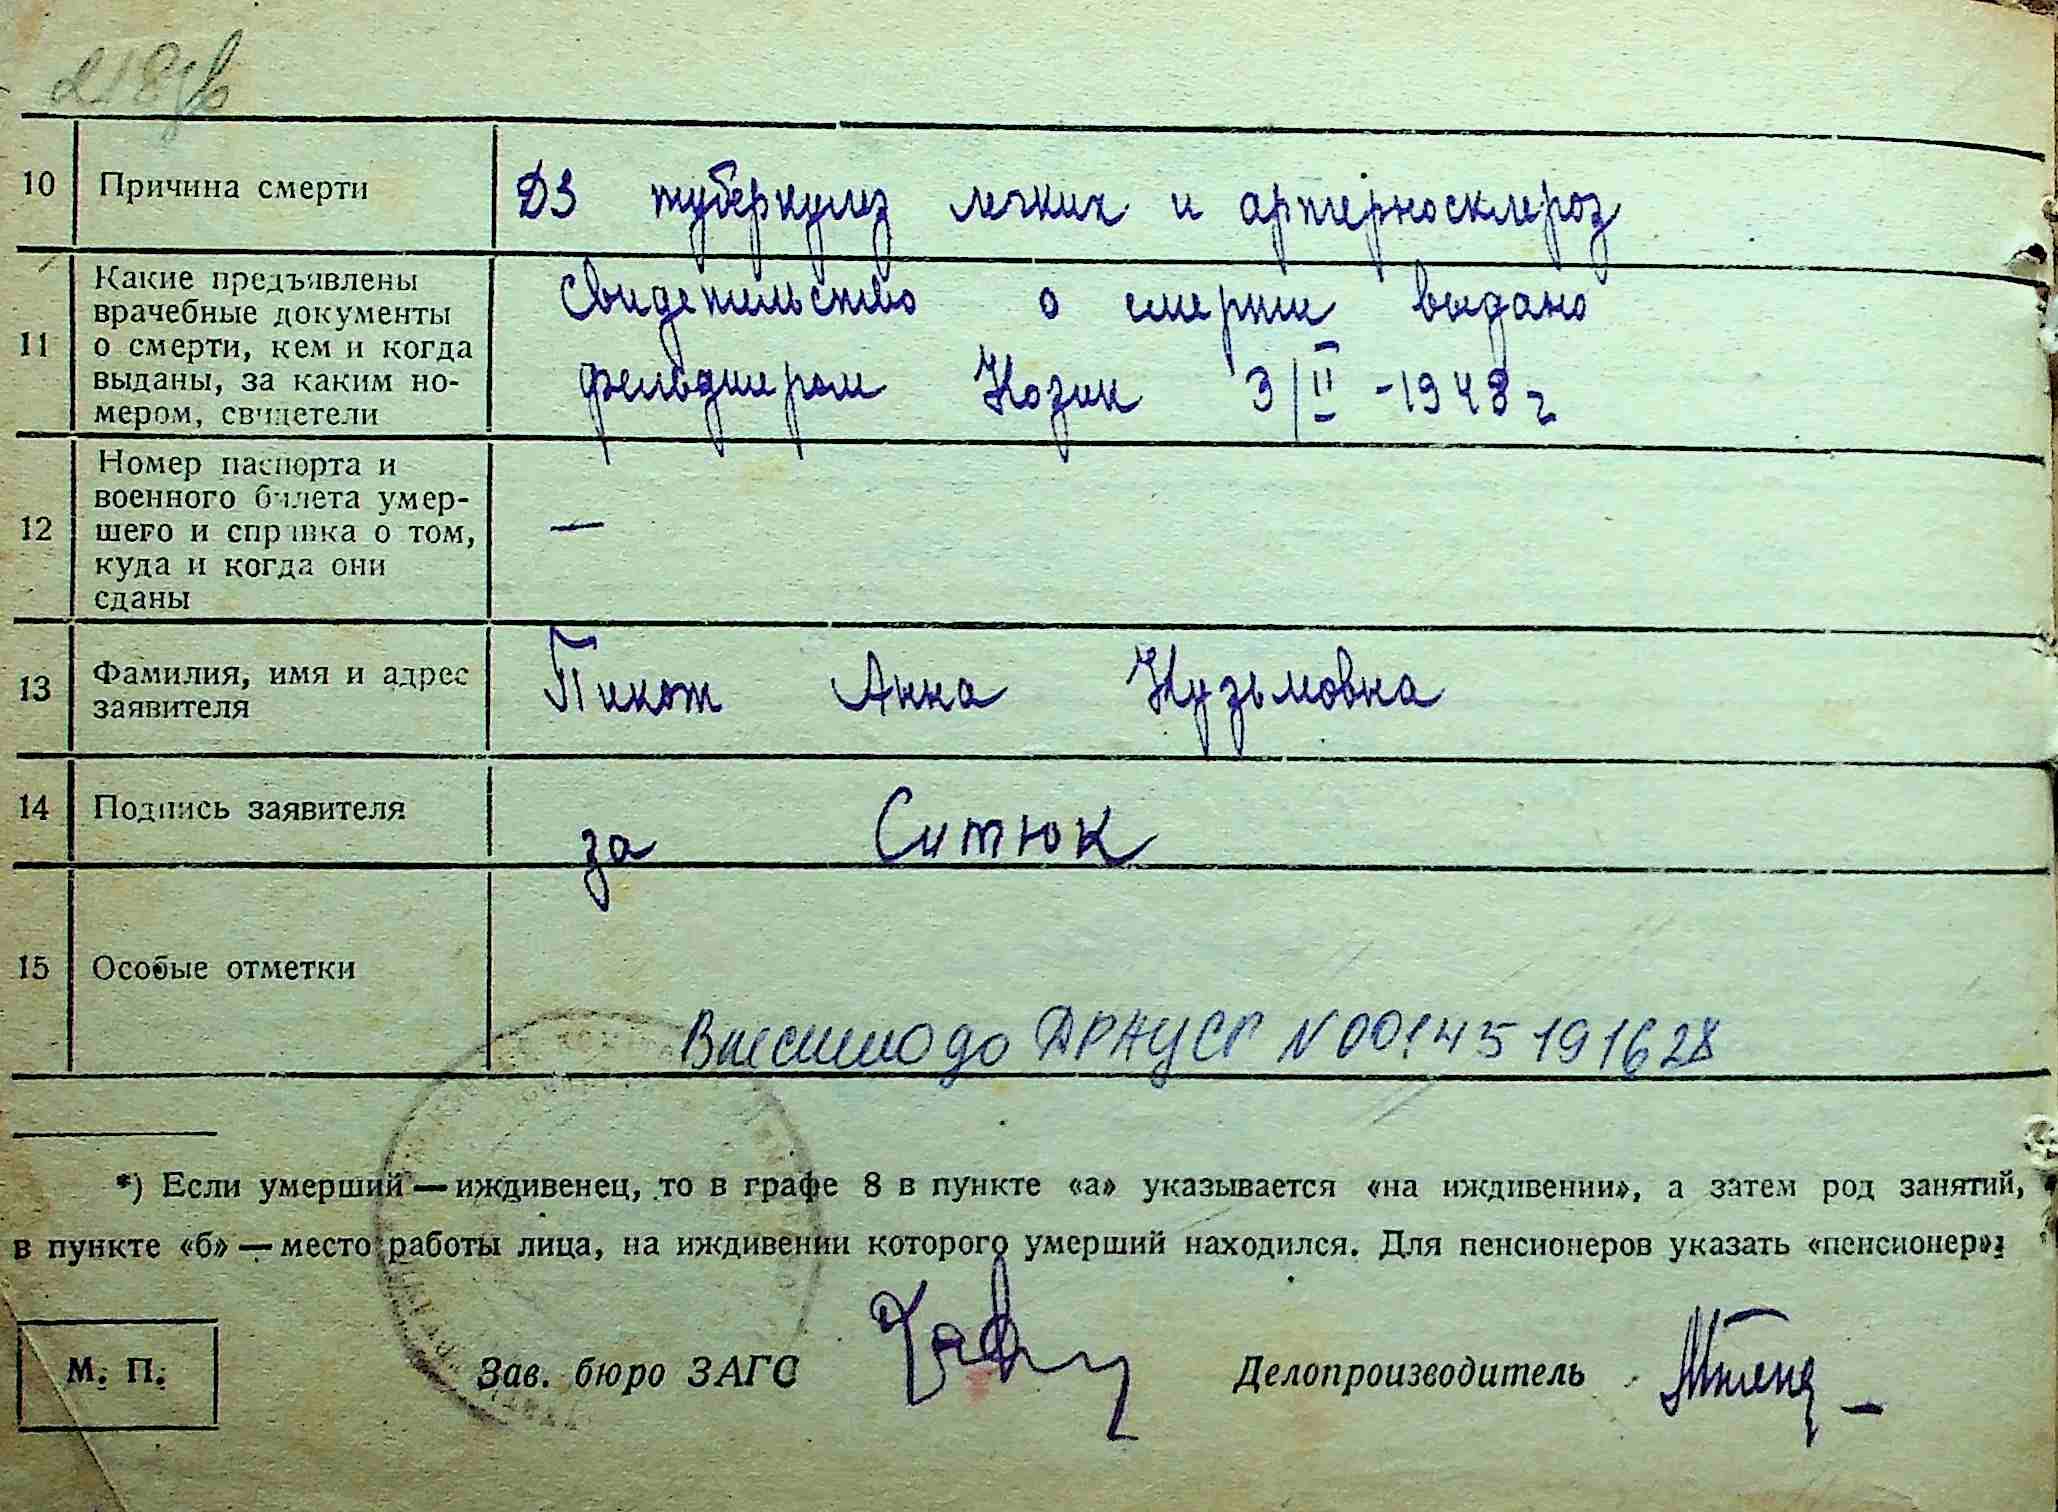 218/б
10 Причина смерти ДЗ туберкулез легких и артериосклероз
11 Какие предъявлены
врачебные документы
о смерти, кем и когда
выданы, за каким но-
мером, свидетели
свидетельство о смерти выдано
фельдшером Козик 3/II -1948 г
12 Номер паспорта и
военного билета умер-
шего и справка о том,
куда и когда они
сданы
—
13 Фамилия, имя и адрес
заявителя
Пикот Анна Кузьмовна
14 Подпись заявителя за Ситюк
15 Особые отметки
Внесено до ДРАЦСГ N 00145191628
*) Если умерший — иждивенец, то в графе 8 в пункте «а» указывается «на иждивении», а затем род занятий,
в пункте «б» — место работы лица, на иждивении которого умерший находился. Для пенсионеров указать «пенсионер».
М. П. Зав. бюро ЗАГС Делопроизводитель